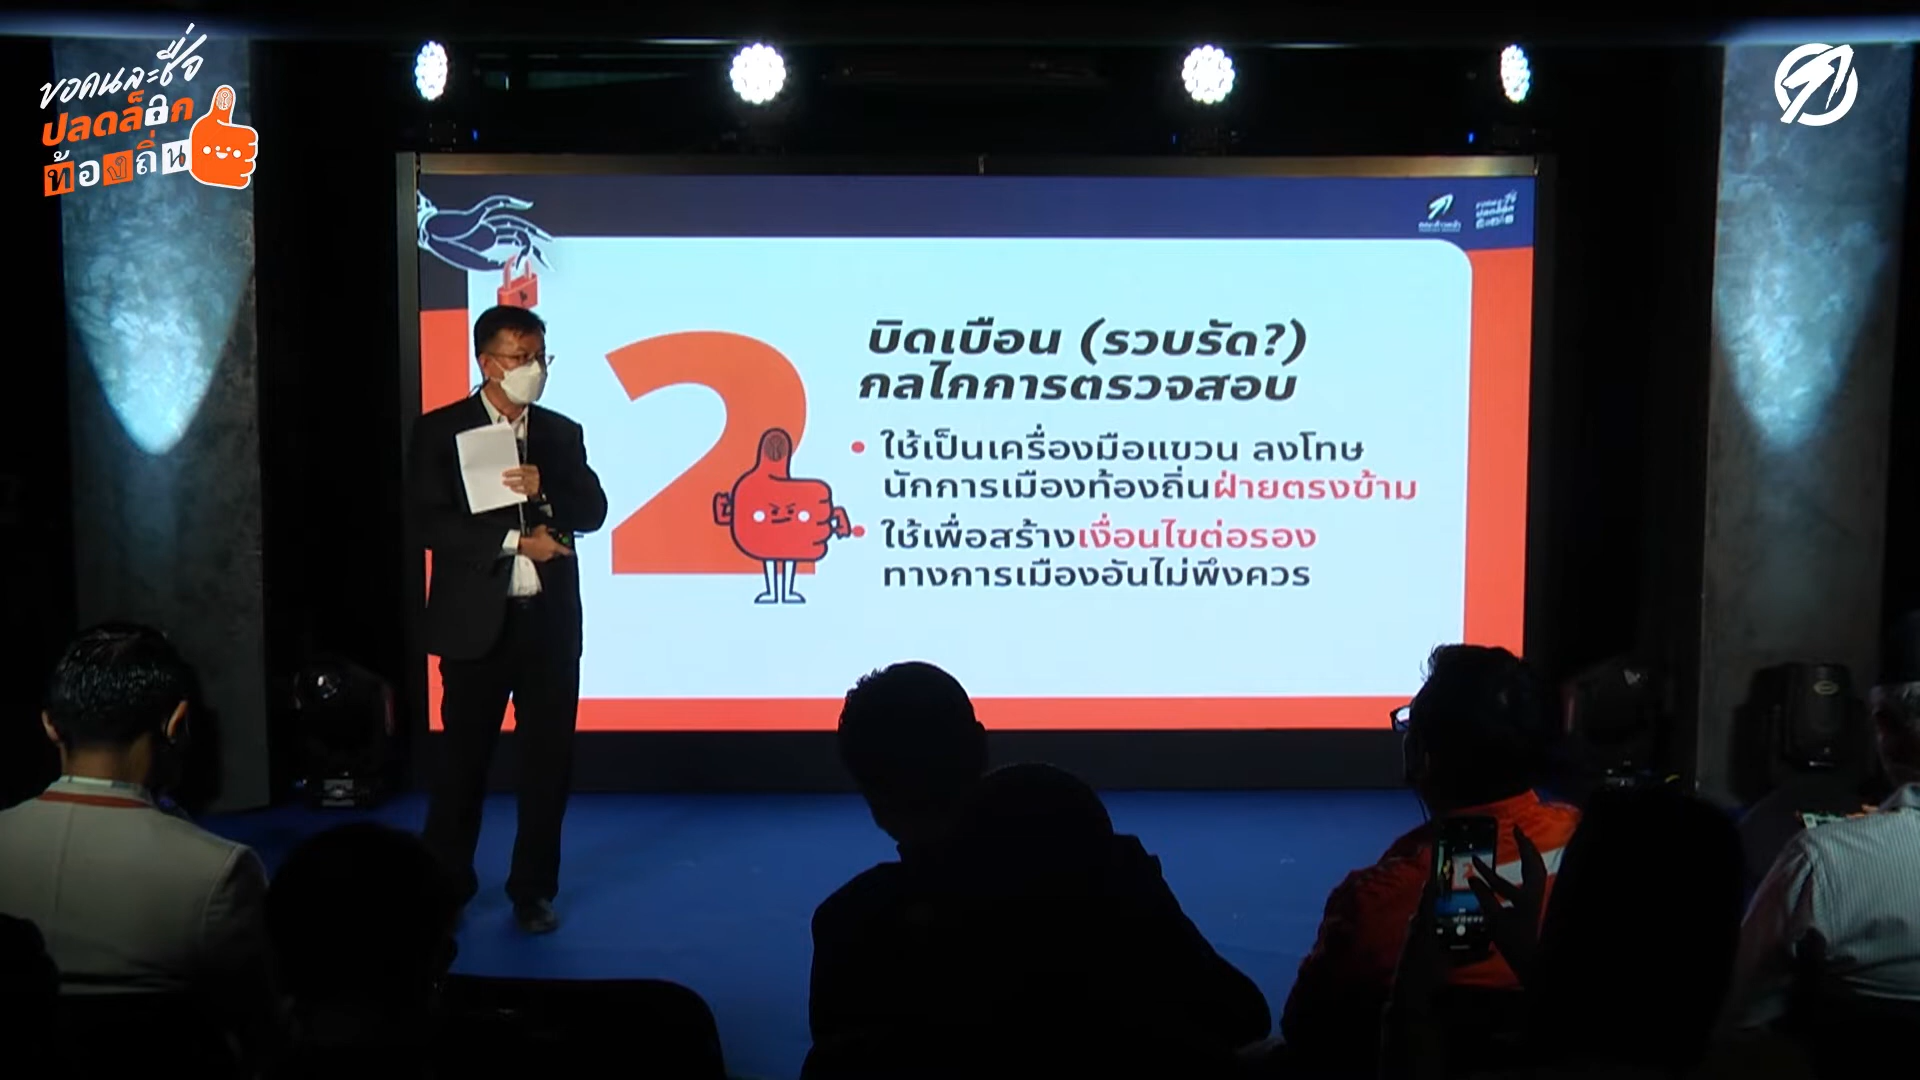 ขอคนละชื่อ
ปลดล็อก
ท้องถิ่น
2
บิดเบือน (รวบรัด?)
กลไกการตรวจสอบ
• ใช้เป็นเครื่องมือแขวน ลงโทษ
นักการเมืองท้องถิ่นฝ่ายตรงข้าม
• ใช้เพื่อสร้างเงื่อนไขต่อรอง
ทางการเมืองอันไม่พึงควร